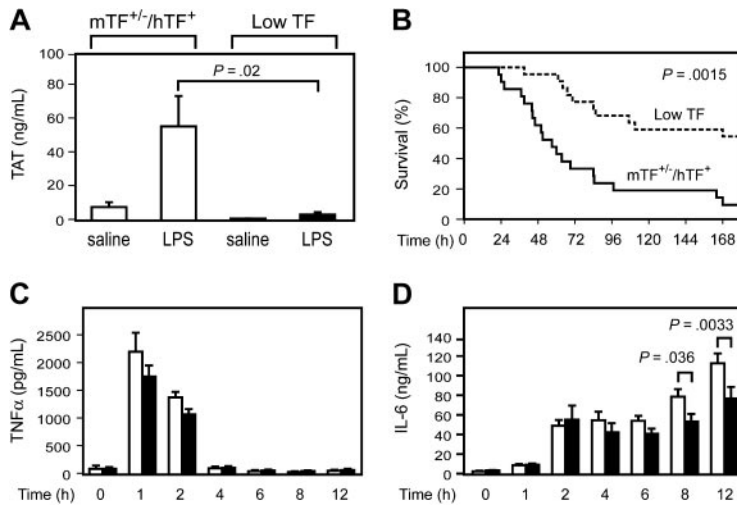 A
mTF+/-/hTF+ Low TF
P = .02
TAT (ng/mL)
100
80
60
40
20
0
saline LPS saline LPS
B
P = .0015
Low TF
mTF+/-/hTF+
Survival (%)
100
80
60
40
20
0
Time (h) 0 24 48 72 96 120 144 168
C
TNFα (pg/mL)
2500
2000
1500
1000
500
0
Time (h) 0 1 2 4 6 8 12
D
P = .0033
P = .036
IL-6 (ng/mL)
140
120
100
80
60
40
20
0
Time (h) 0 1 2 4 6 8 12